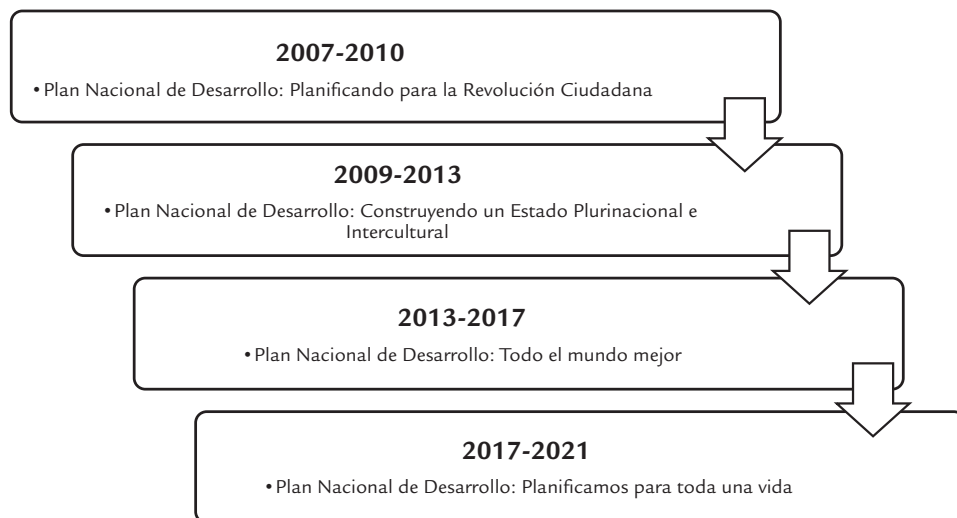 2007-2010
• Plan Nacional de Desarrollo: Planificando para la Revolución Ciudadana
2009-2013
• Plan Nacional de Desarrollo: Construyendo un Estado Plurinacional e
Intercultural
2013-2017
• Plan Nacional de Desarrollo: Todo el mundo mejor
2017-2021
• Plan Nacional de Desarrollo: Planificamos para toda una vida